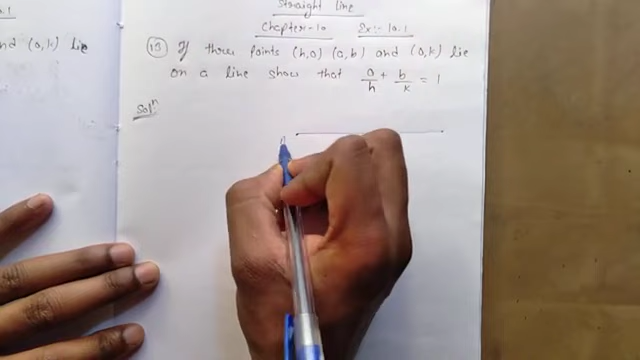 Straight Line
Chapter-10 Ex:- 10.1
nd (0,k) lie
(13) If three points (h,0) (a,b) and (0,k) lie
on a line show that a/h + b/k = 1
Solⁿ